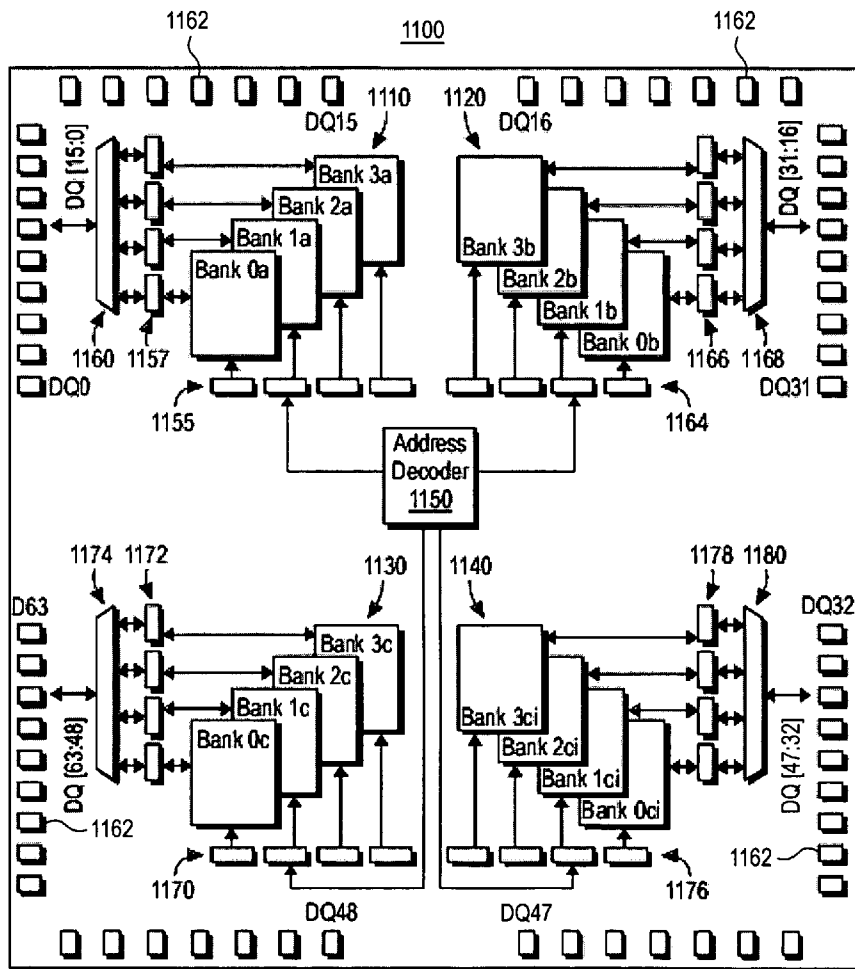 1100
1162
1162
DQ15
1110
1120
DQ16
DQ [15:0]
DQ [31:16]
Bank 3a
Bank 2a
Bank 1a
Bank 0a
Bank 3b
Bank 2b
Bank 1b
Bank 0b
1160
1157
1166
1168
DQ0
DQ31
1155
1164
Address
Decoder
1150
1174
1172
1130
1140
1178
1180
D63
DQ32
Bank 3c
Bank 2c
Bank 1c
Bank 0c
Bank 3ci
Bank 2ci
Bank 1ci
Bank 0ci
DQ [63:48]
DQ [47:32]
1162
1162
1170
1176
DQ48
DQ47